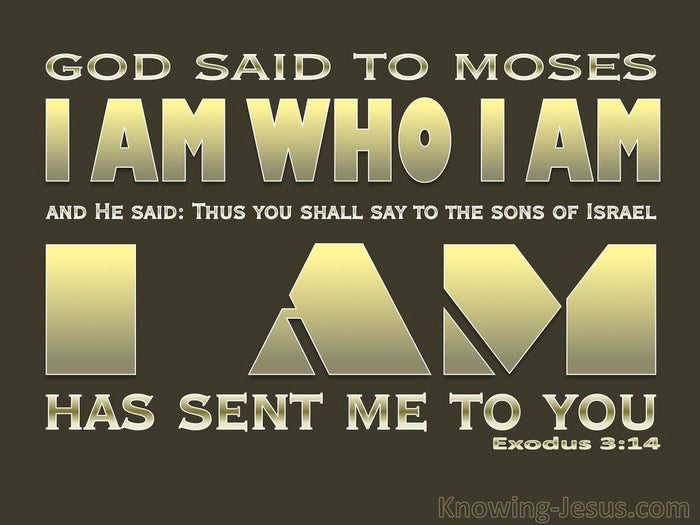 GOD SAID TO MOSES
I AM WHO I AM
AND HE SAID: THUS YOU SHALL SAY TO THE SONS OF ISRAEL
I AM
HAS SENT ME TO YOU
Exodus 3:14
Knowing-Jesus.com